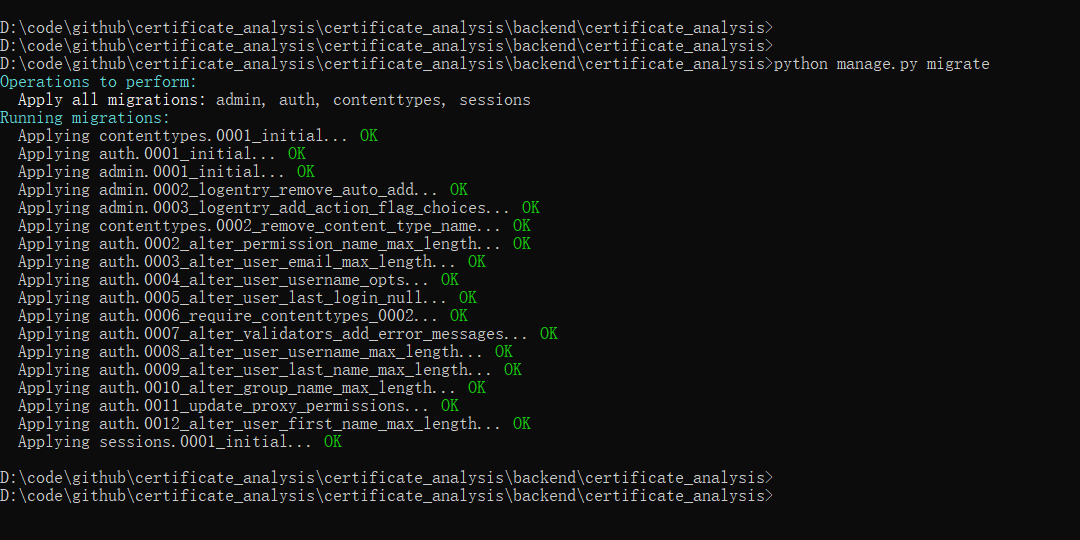 D:\code\github\certificate_analysis\certificate_analysis\backend\certificate_analysis>
D:\code\github\certificate_analysis\certificate_analysis\backend\certificate_analysis>
D:\code\github\certificate_analysis\certificate_analysis\backend\certificate_analysis>python manage.py migrate
Operations to perform:
  Apply all migrations: admin, auth, contenttypes, sessions
Running migrations:
  Applying contenttypes.0001_initial... OK
  Applying auth.0001_initial... OK
  Applying admin.0001_initial... OK
  Applying admin.0002_logentry_remove_auto_add... OK
  Applying admin.0003_logentry_add_action_flag_choices... OK
  Applying contenttypes.0002_remove_content_type_name... OK
  Applying auth.0002_alter_permission_name_max_length... OK
  Applying auth.0003_alter_user_email_max_length... OK
  Applying auth.0004_alter_user_username_opts... OK
  Applying auth.0005_alter_user_last_login_null... OK
  Applying auth.0006_require_contenttypes_0002... OK
  Applying auth.0007_alter_validators_add_error_messages... OK
  Applying auth.0008_alter_user_username_max_length... OK
  Applying auth.0009_alter_user_last_name_max_length... OK
  Applying auth.0010_alter_group_name_max_length... OK
  Applying auth.0011_update_proxy_permissions... OK
  Applying auth.0012_alter_user_first_name_max_length... OK
  Applying sessions.0001_initial... OK
D:\code\github\certificate_analysis\certificate_analysis\backend\certificate_analysis>
D:\code\github\certificate_analysis\certificate_analysis\backend\certificate_analysis>